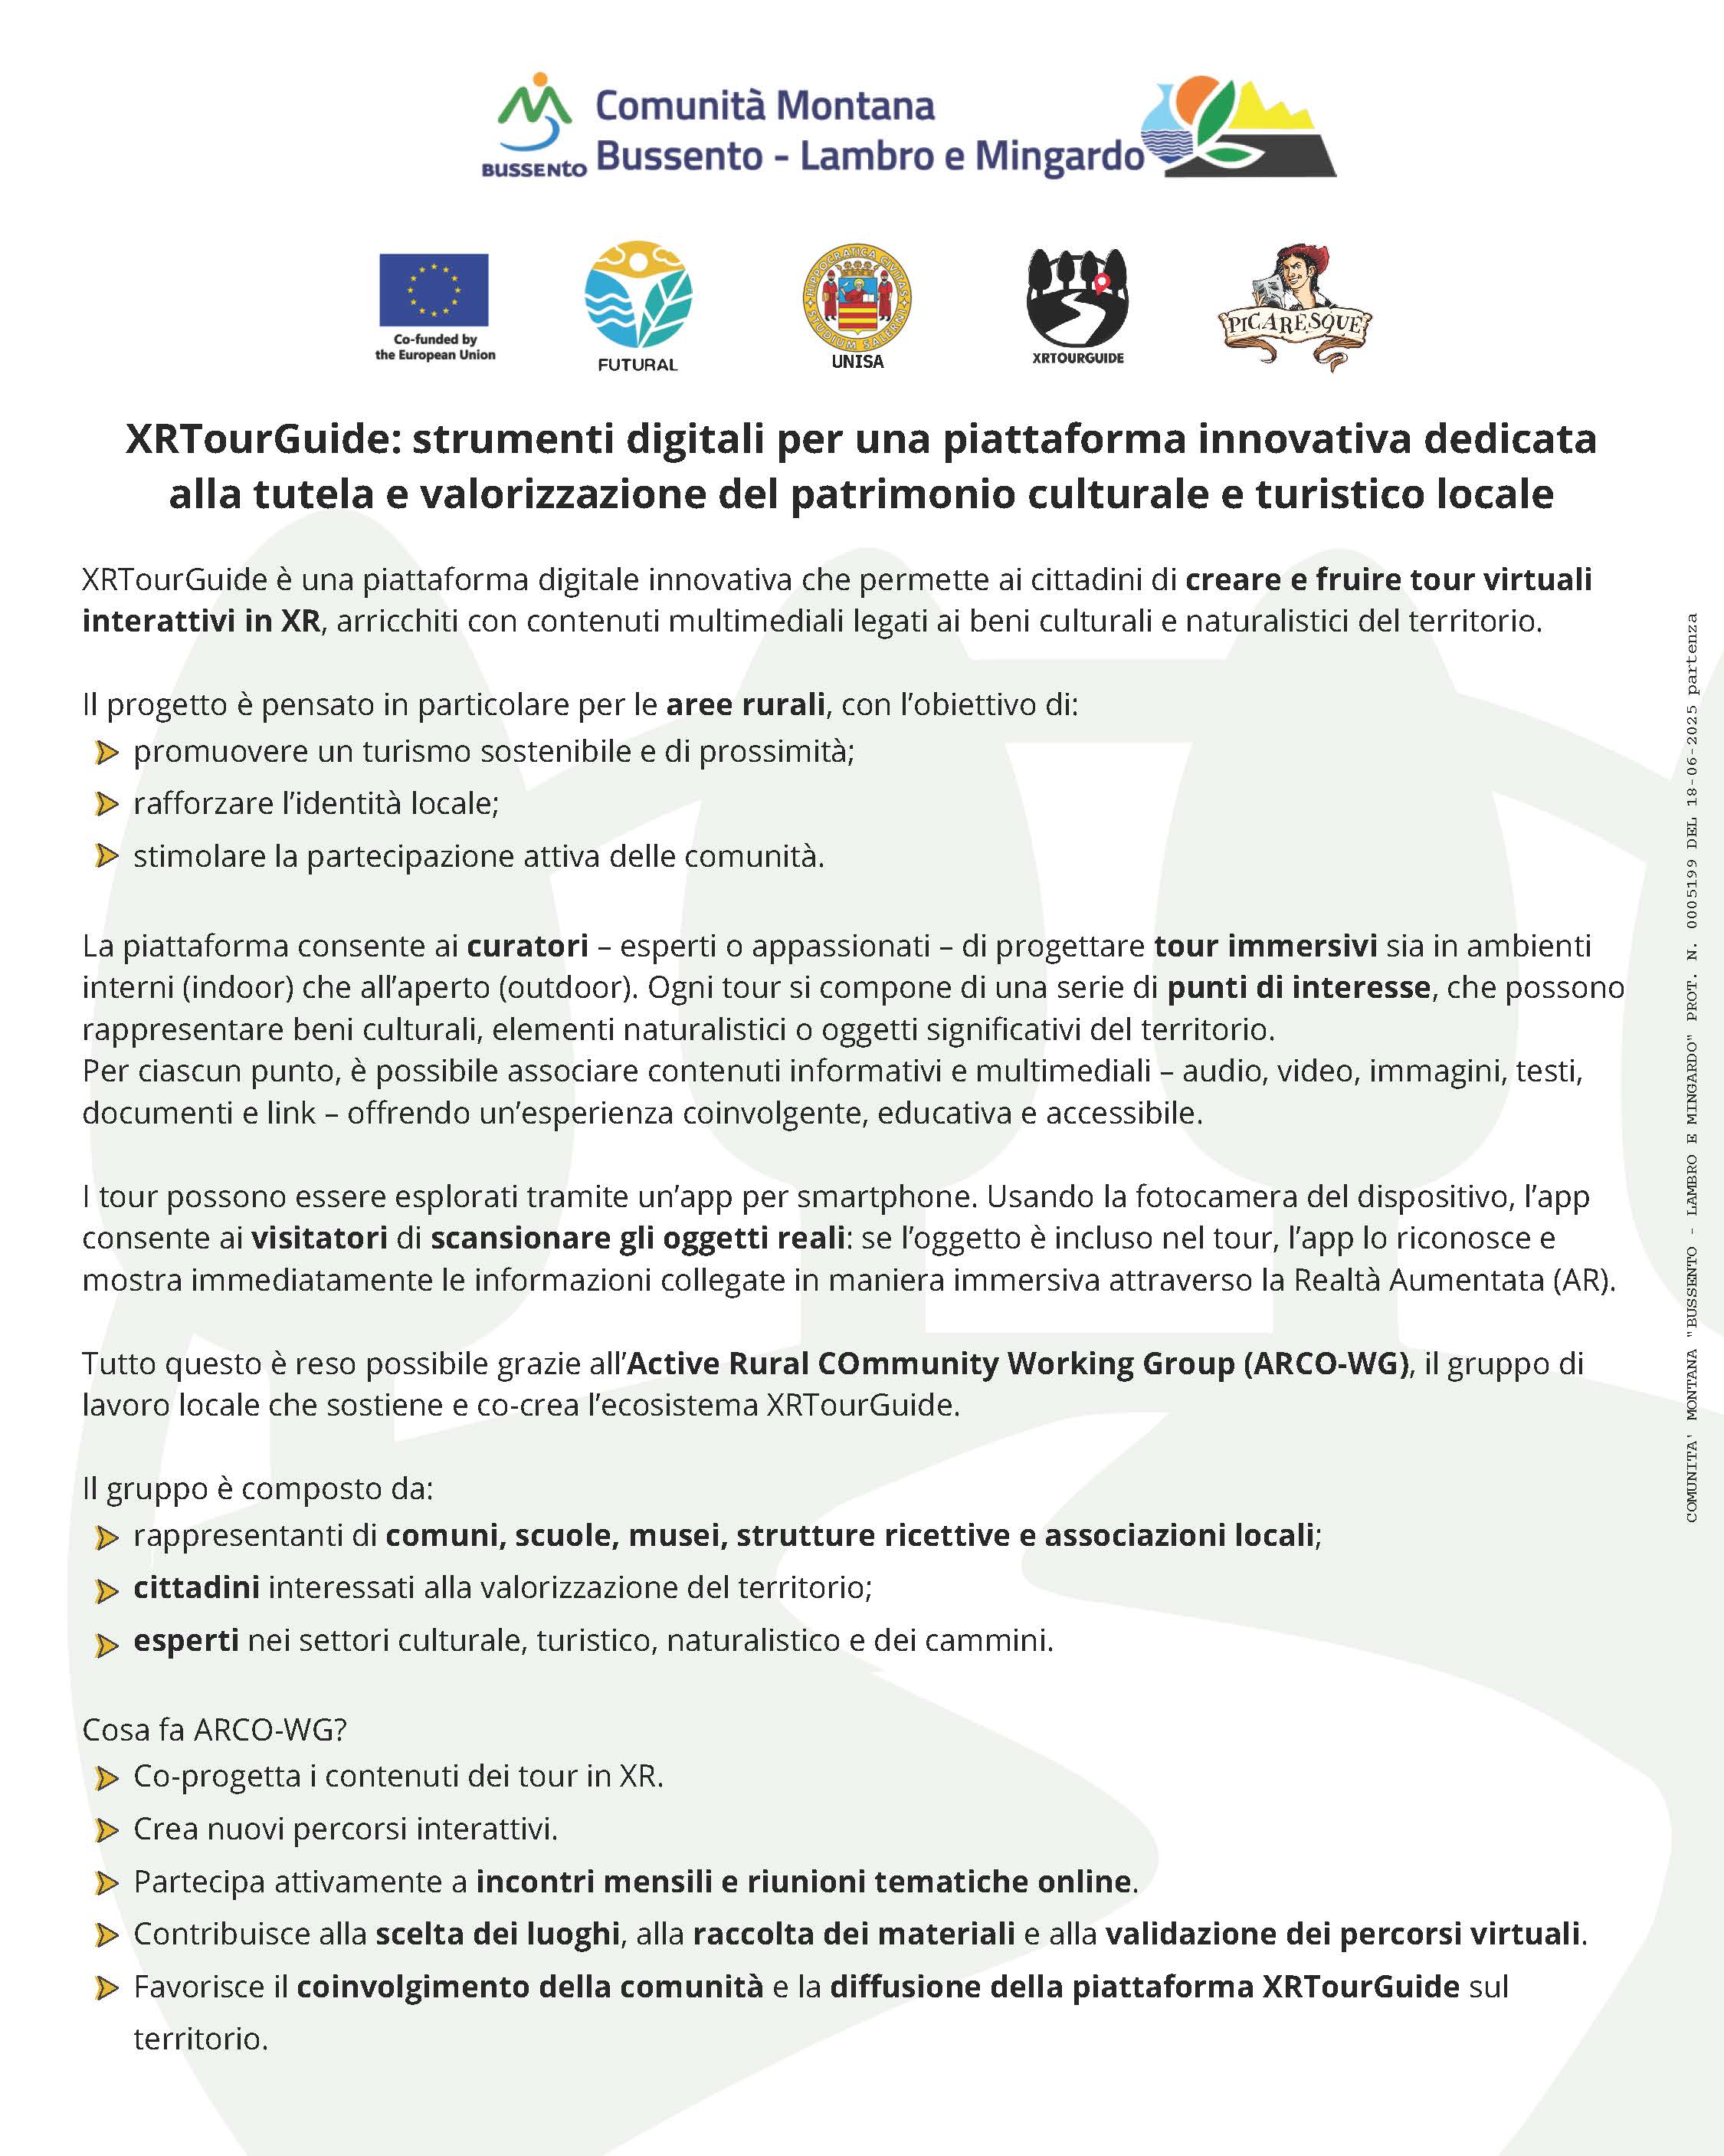 Comunità Montana
Bussento - Lambro e Mingardo
BUSSENtO
Co-funded by
the European Union
FUTURAL
HIPPOCRATICA CIVITAS
STUDIUM SALERNI
UNISA
XRTOURGUIDE
PICARESQUE
XRTourGuide: strumenti digitali per una piattaforma innovativa dedicata
alla tutela e valorizzazione del patrimonio culturale e turistico locale
XRTourGuide è una piattaforma digitale innovativa che permette ai cittadini di creare e fruire tour virtuali
interattivi in XR, arricchiti con contenuti multimediali legati ai beni culturali e naturalistici del territorio.
Il progetto è pensato in particolare per le aree rurali, con l’obiettivo di:
promuovere un turismo sostenibile e di prossimità;
rafforzare l’identità locale;
stimolare la partecipazione attiva delle comunità.
La piattaforma consente ai curatori – esperti o appassionati – di progettare tour immersivi sia in ambienti
interni (indoor) che all’aperto (outdoor). Ogni tour si compone di una serie di punti di interesse, che possono
rappresentare beni culturali, elementi naturalistici o oggetti significativi del territorio.
Per ciascun punto, è possibile associare contenuti informativi e multimediali – audio, video, immagini, testi,
documenti e link – offrendo un’esperienza coinvolgente, educativa e accessibile.
I tour possono essere esplorati tramite un’app per smartphone. Usando la fotocamera del dispositivo, l’app
consente ai visitatori di scansionare gli oggetti reali: se l’oggetto è incluso nel tour, l’app lo riconosce e
mostra immediatamente le informazioni collegate in maniera immersiva attraverso la Realtà Aumentata (AR).
Tutto questo è reso possibile grazie all’Active Rural COmmunity Working Group (ARCO-WG), il gruppo di
lavoro locale che sostiene e co-crea l’ecosistema XRTourGuide.
Il gruppo è composto da:
rappresentanti di comuni, scuole, musei, strutture ricettive e associazioni locali;
cittadini interessati alla valorizzazione del territorio;
esperti nei settori culturale, turistico, naturalistico e dei cammini.
Cosa fa ARCO-WG?
Co-progetta i contenuti dei tour in XR.
Crea nuovi percorsi interattivi.
Partecipa attivamente a incontri mensili e riunioni tematiche online.
Contribuisce alla scelta dei luoghi, alla raccolta dei materiali e alla validazione dei percorsi virtuali.
Favorisce il coinvolgimento della comunità e la diffusione della piattaforma XRTourGuide sul
territorio.
COMUNITA' MONTANA "BUSSENTO - LAMBRO E MINGARDO" PROT. N. 0005199 DEL 18-06-2025 partenza